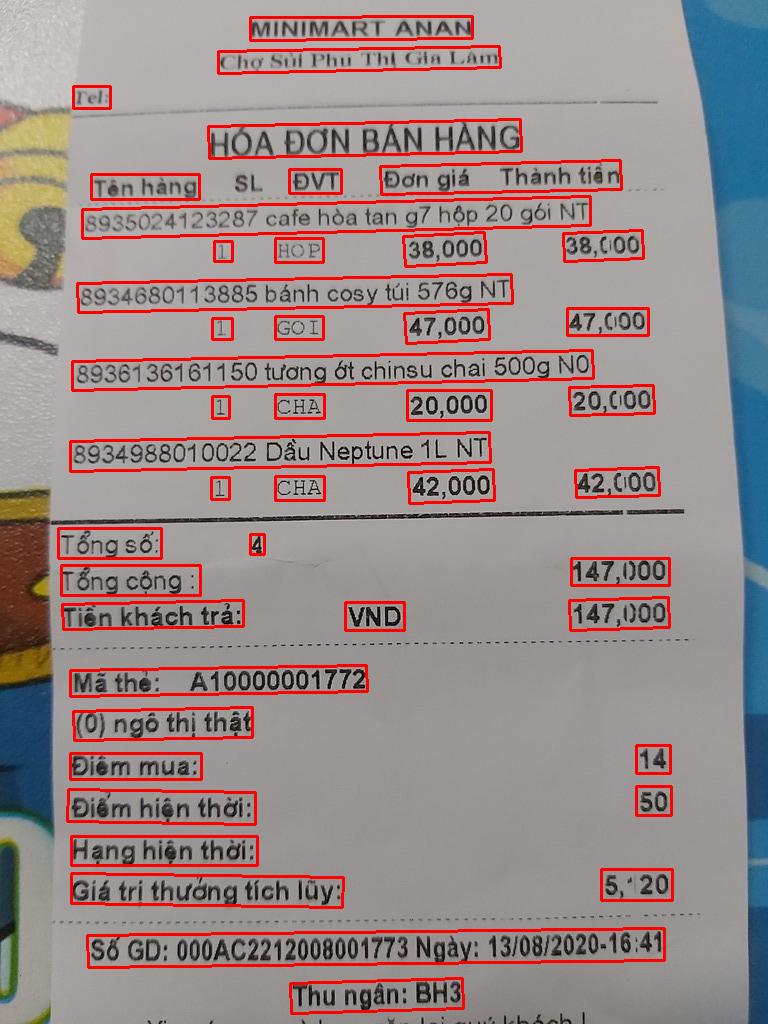 MINIMART ANAN
Chợ Sủi Phu Thị Gia Lâm
Tel:
HÓA ĐƠN BÁN HÀNG
Tên hàng SL ĐVT Đơn giá Thành tiền
8935024123287 cafe hòa tan g7 hộp 20 gói NT
1 HOP 38,000 38,000
8934680113885 bánh cosy túi 576g NT
1 GOI 47,000 47,000
8936136161150 tương ớt chinsu chai 500g N0
1 CHA 20,000 20,000
8934988010022 Dầu Neptune 1L NT
1 CHA 42,000 42,000
Tổng số: 4
Tổng cộng : 147,000
Tiền khách trả: VND 147,000
Mã thẻ: A10000001772
(0) ngô thị thật
Điểm mua: 14
Điểm hiện thời: 50
Hạng hiện thời:
Giá trị thưởng tích lũy:
Số GD: 000AC2212008001773 Ngày: 13/08/2020-16:41
Thu ngân: BH3